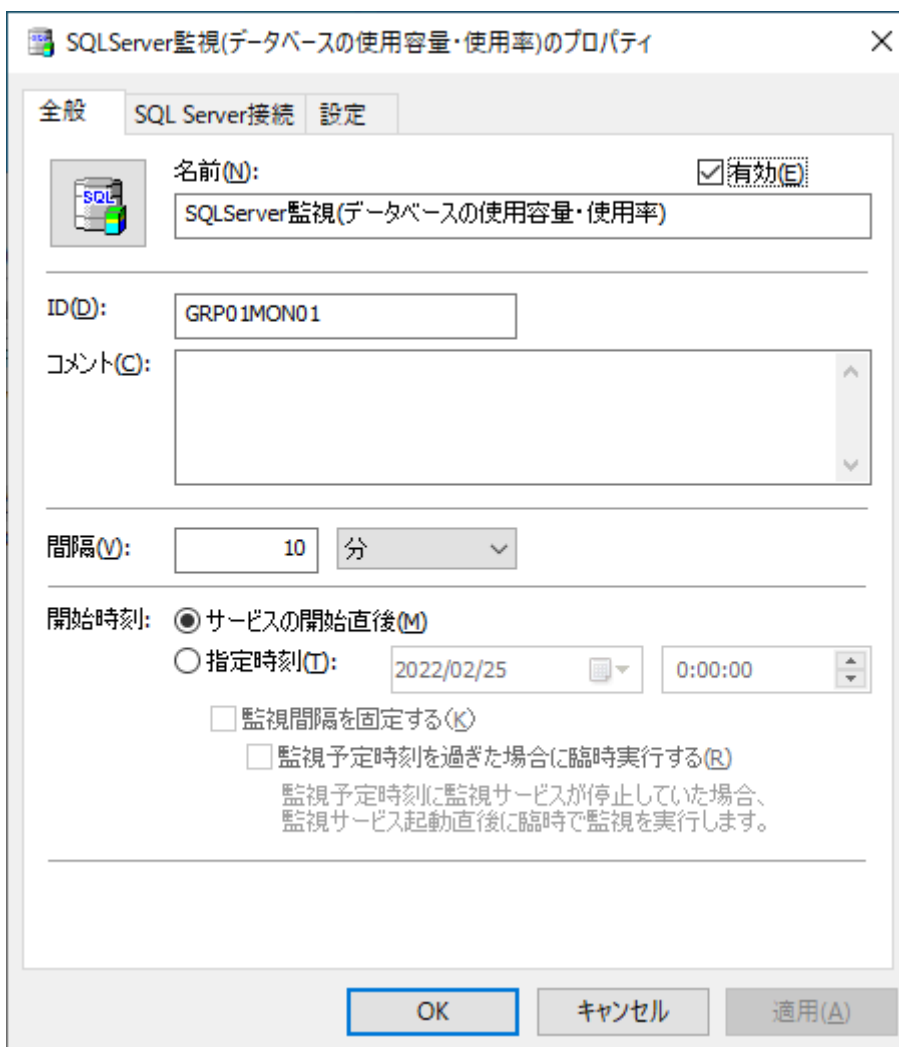 SQLServer監視(データベースの使用容量・使用率)のプロパティ
全般 SQL Server接続 設定
SQL
名前(N): 有効(E)
SQLServer監視(データベースの使用容量・使用率)
ID(D): GRP01MON01
コメント(C):
間隔(V): 10 分
開始時刻: サービスの開始直後(M)
指定時刻(T): 2022/02/25 0:00:00
監視間隔を固定する(K)
監視予定時刻を過ぎた場合に臨時実行する(R)
監視予定時刻に監視サービスが停止していた場合、
監視サービス起動直後に臨時で監視を実行します。
OK キャンセル 適用(A)